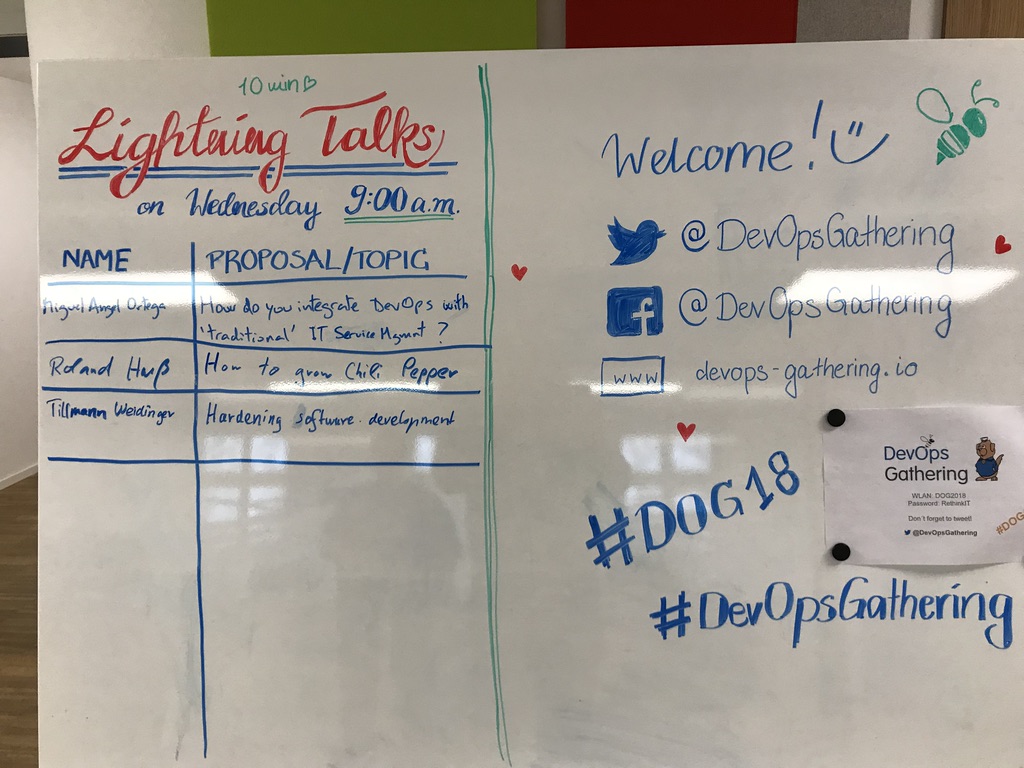 10 min
Lightning Talks
on Wednesday 9:00 a.m.
NAME PROPOSAL/TOPIC
Miguel Angel Ortega How do you integrate DevOps with
'traditional' IT Service Mgmnt ?
Roland Huß How to grow Chili Pepper
Tillmann Weidinger Hardening software development
Welcome!
@DevOpsGathering
f @DevOpsGathering
www devops-gathering.io
#DOG18
#DevOpsGathering
DevOps
Gathering
WLAN: DOG2018
Password: RethinkIT
Don't forget to tweet!
@DevOpsGathering
#DOG